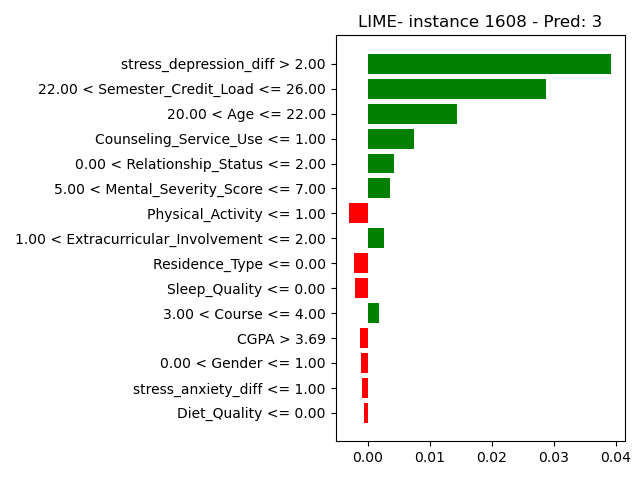 LIME- instance 1608 - Pred: 3
stress_depression_diff > 2.00
22.00 < Semester_Credit_Load <= 26.00
20.00 < Age <= 22.00
Counseling_Service_Use <= 1.00
0.00 < Relationship_Status <= 2.00
5.00 < Mental_Severity_Score <= 7.00
Physical_Activity <= 1.00
1.00 < Extracurricular_Involvement <= 2.00
Residence_Type <= 0.00
Sleep_Quality <= 0.00
3.00 < Course <= 4.00
CGPA > 3.69
0.00 < Gender <= 1.00
stress_anxiety_diff <= 1.00
Diet_Quality <= 0.00
0.00 0.01 0.02 0.03 0.04